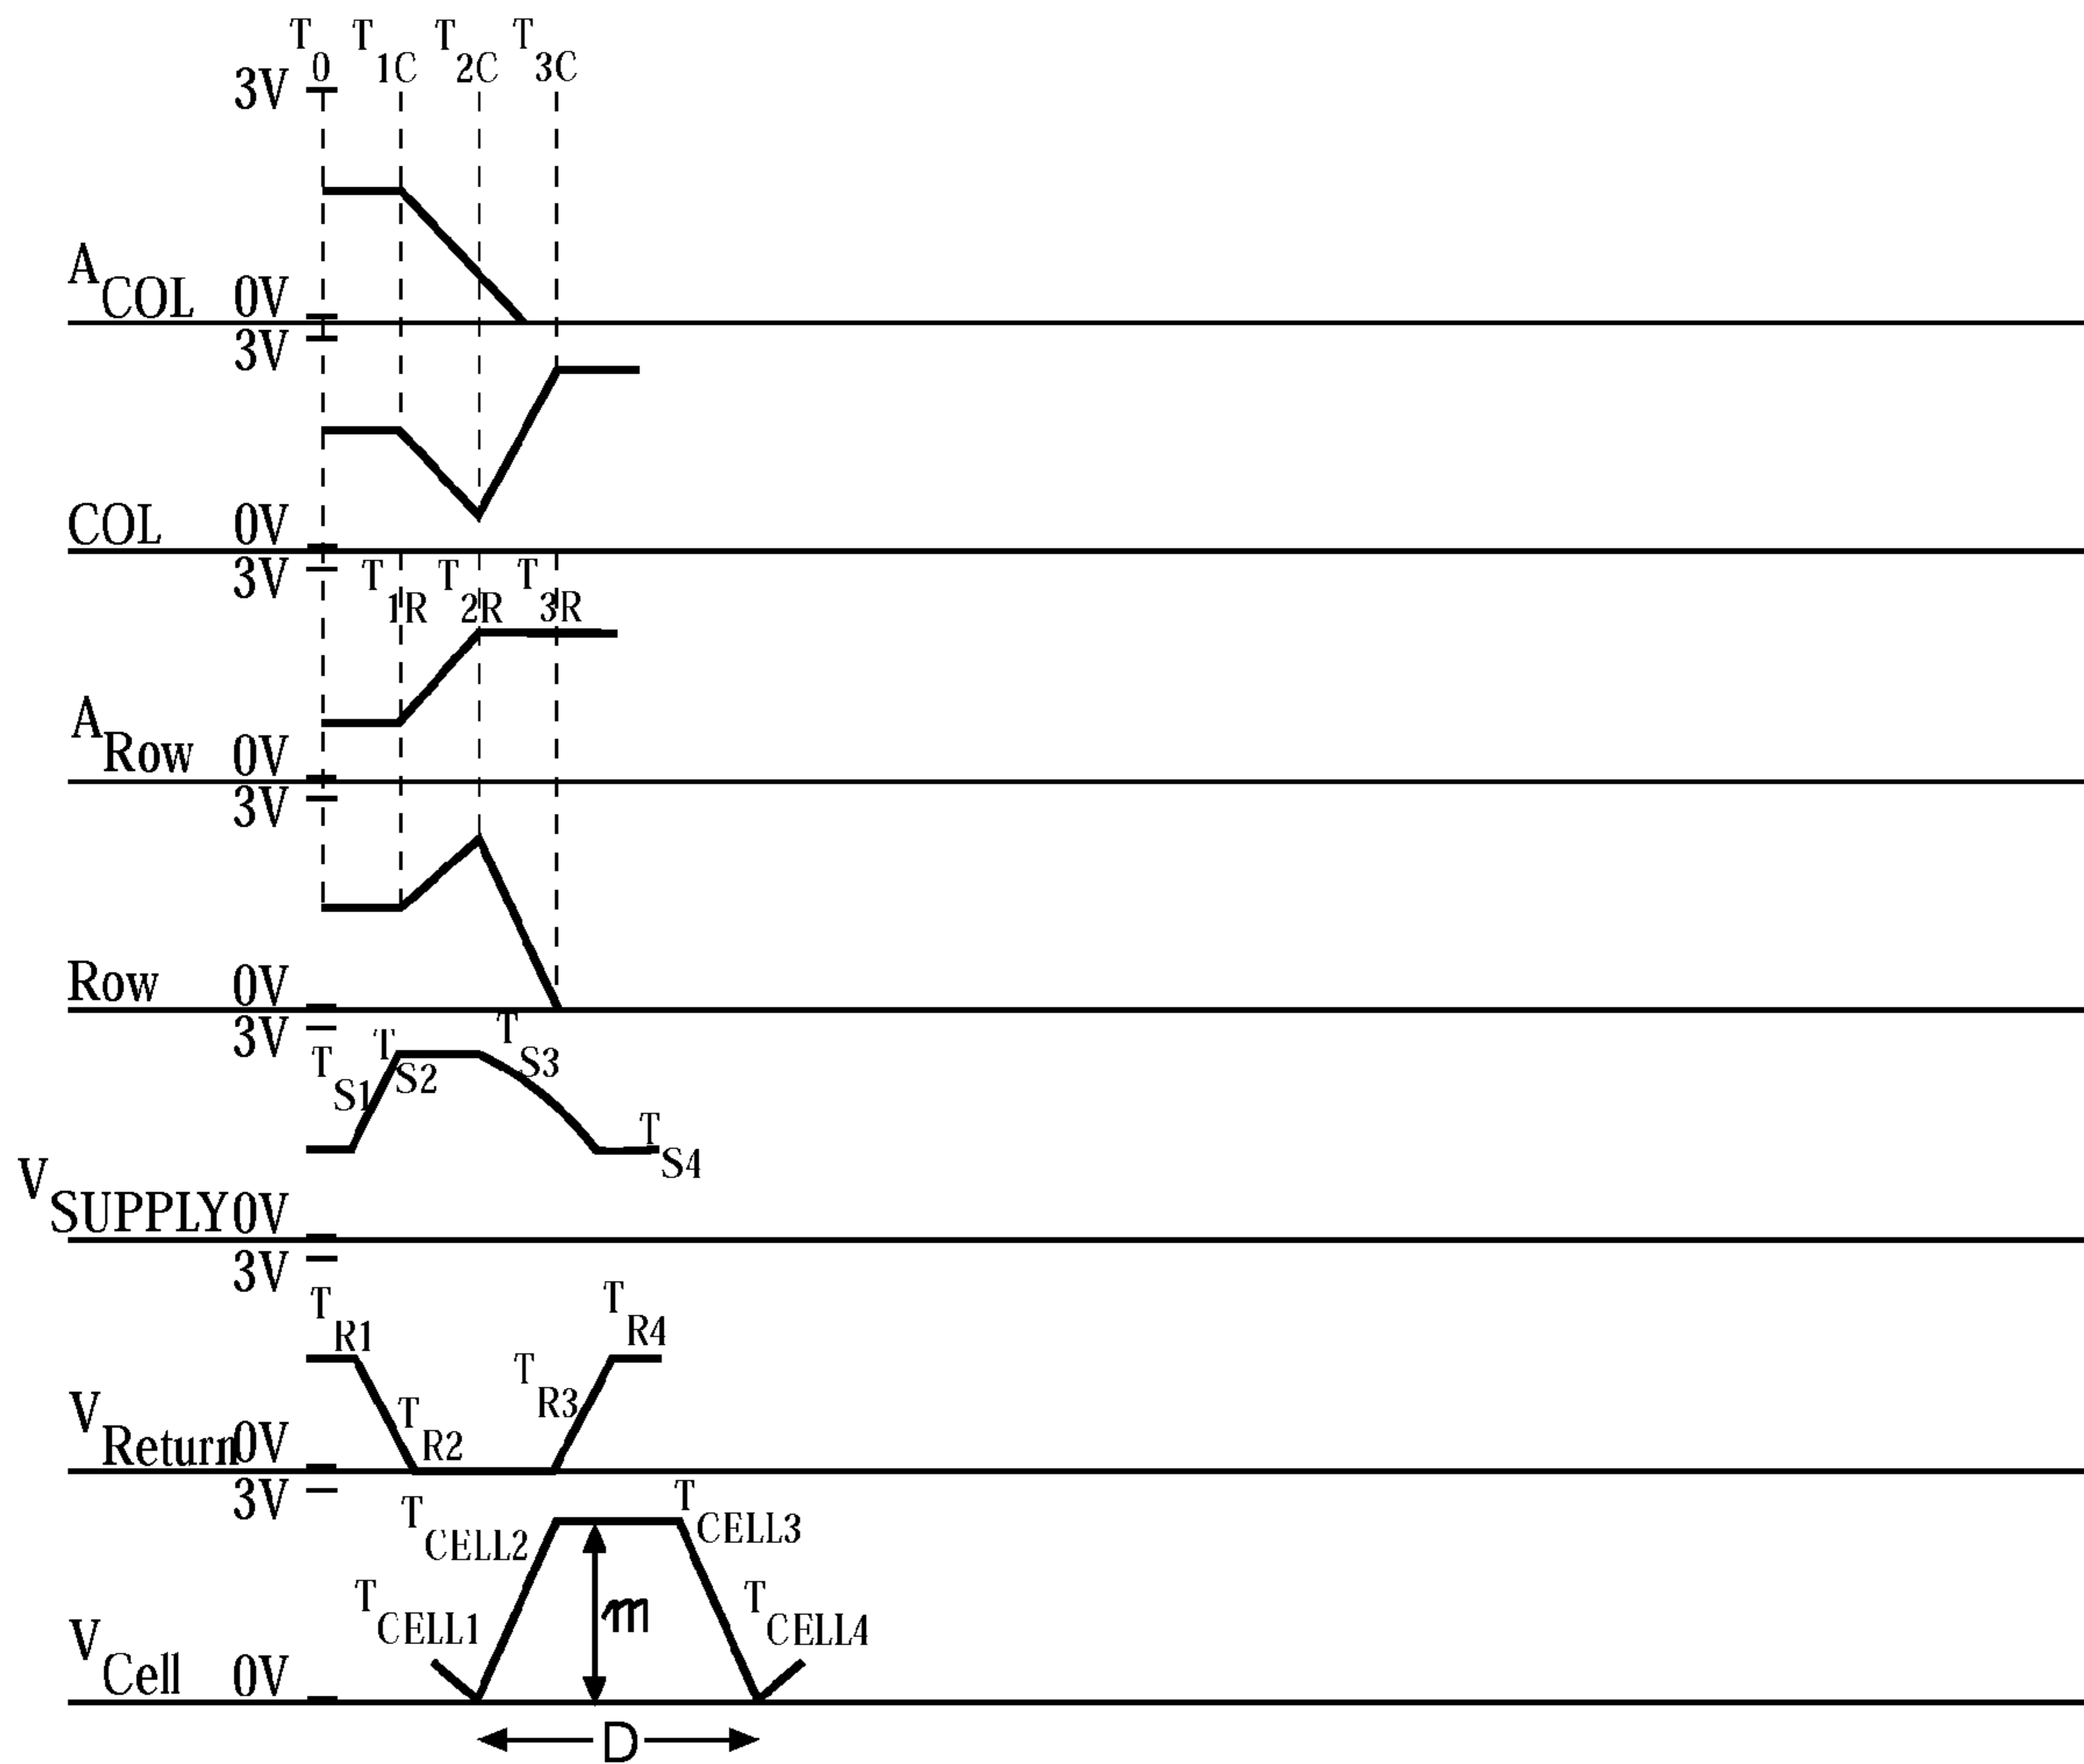 T0 T1C T2C T3C
3V
ACOL 0V
3V
COL 0V
3V T1R T2R T3R
ARow 0V
3V
Row 0V
3V TS1 TS2 TS3
TS4
VSUPPLY 0V
3V
TR1 TR4
TR3
TR2
VReturn 0V
3V TCELL2 TCELL3
m
TCELL1 TCELL4
VCell 0V
D